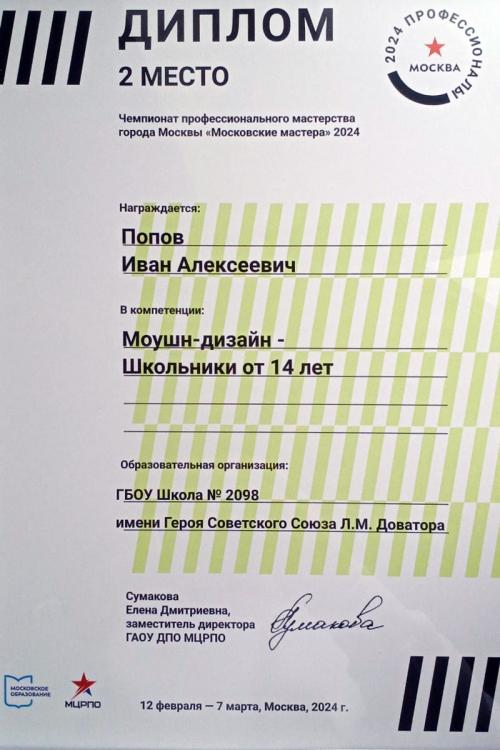 ДИПЛОМ
2 МЕСТО
2024 ПРОФЕССИОНАЛЫ
МОСКВА
Чемпионат профессионального мастерства
города Москвы «Московские мастера» 2024
Награждается:
Попов
Иван Алексеевич
В компетенции:
Моушн-дизайн -
Школьники от 14 лет
Образовательная организация:
ГБОУ Школа № 2098
имени Героя Советского Союза Л.М. Доватора
Сумакова
Елена Дмитриевна,
заместитель директора
ГАОУ ДПО МЦРПО
Сумакова
МОСКОВСКОЕ
ОБРАЗОВАНИЕ
МЦРПО
12 февраля — 7 марта, Москва, 2024 г.